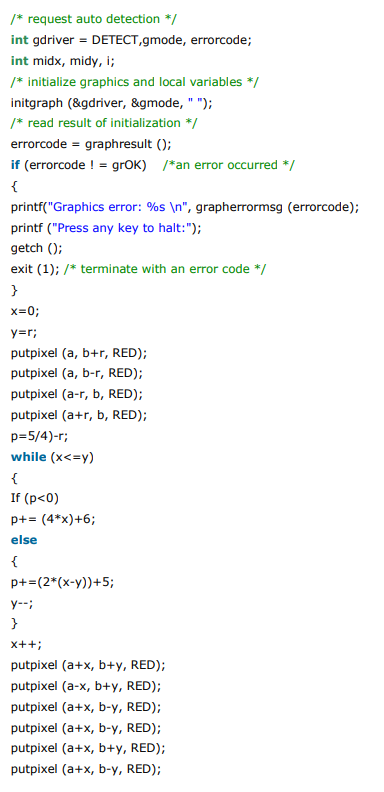 /* request auto detection */
int gdriver = DETECT,gmode, errorcode;
int midx, midy, i;
/* initialize graphics and local variables */
initgraph (&gdriver, &gmode, " ");
/* read result of initialization */
errorcode = graphresult ();
if (errorcode ! = grOK)    /*an error occurred */
{
printf("Graphics error: %s \n", grapherrormsg (errorcode);
printf ("Press any key to halt:");
getch ();
exit (1); /* terminate with an error code */
}
x=0;
y=r;
putpixel (a, b+r, RED);
putpixel (a, b-r, RED);
putpixel (a-r, b, RED);
putpixel (a+r, b, RED);
p=5/4)-r;
while (x<=y)
{
If (p<0)
p+= (4*x)+6;
else
{
p+=(2*(x-y))+5;
y--;
}
x++;
putpixel (a+x, b+y, RED);
putpixel (a-x, b+y, RED);
putpixel (a+x, b-y, RED);
putpixel (a+x, b-y, RED);
putpixel (a+x, b+y, RED);
putpixel (a+x, b-y, RED);